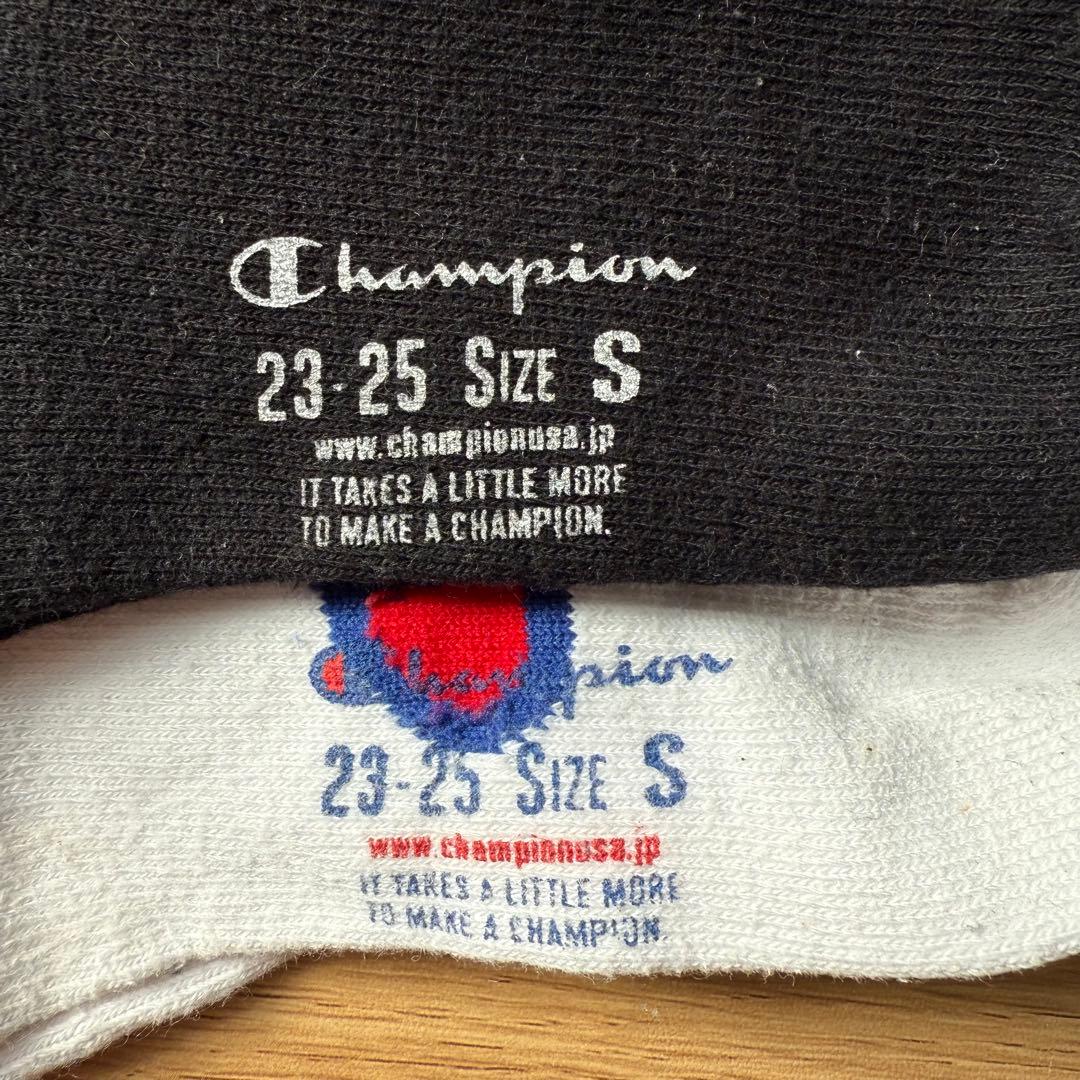 Champion
23-25 SIZE S
www.championusa.jp
IT TAKES A LITTLE MORE
TO MAKE A CHAMPION.
Champion
23-25 SIZE S
www.championusa.jp
IT TAKES A LITTLE MORE
TO MAKE A CHAMPION.